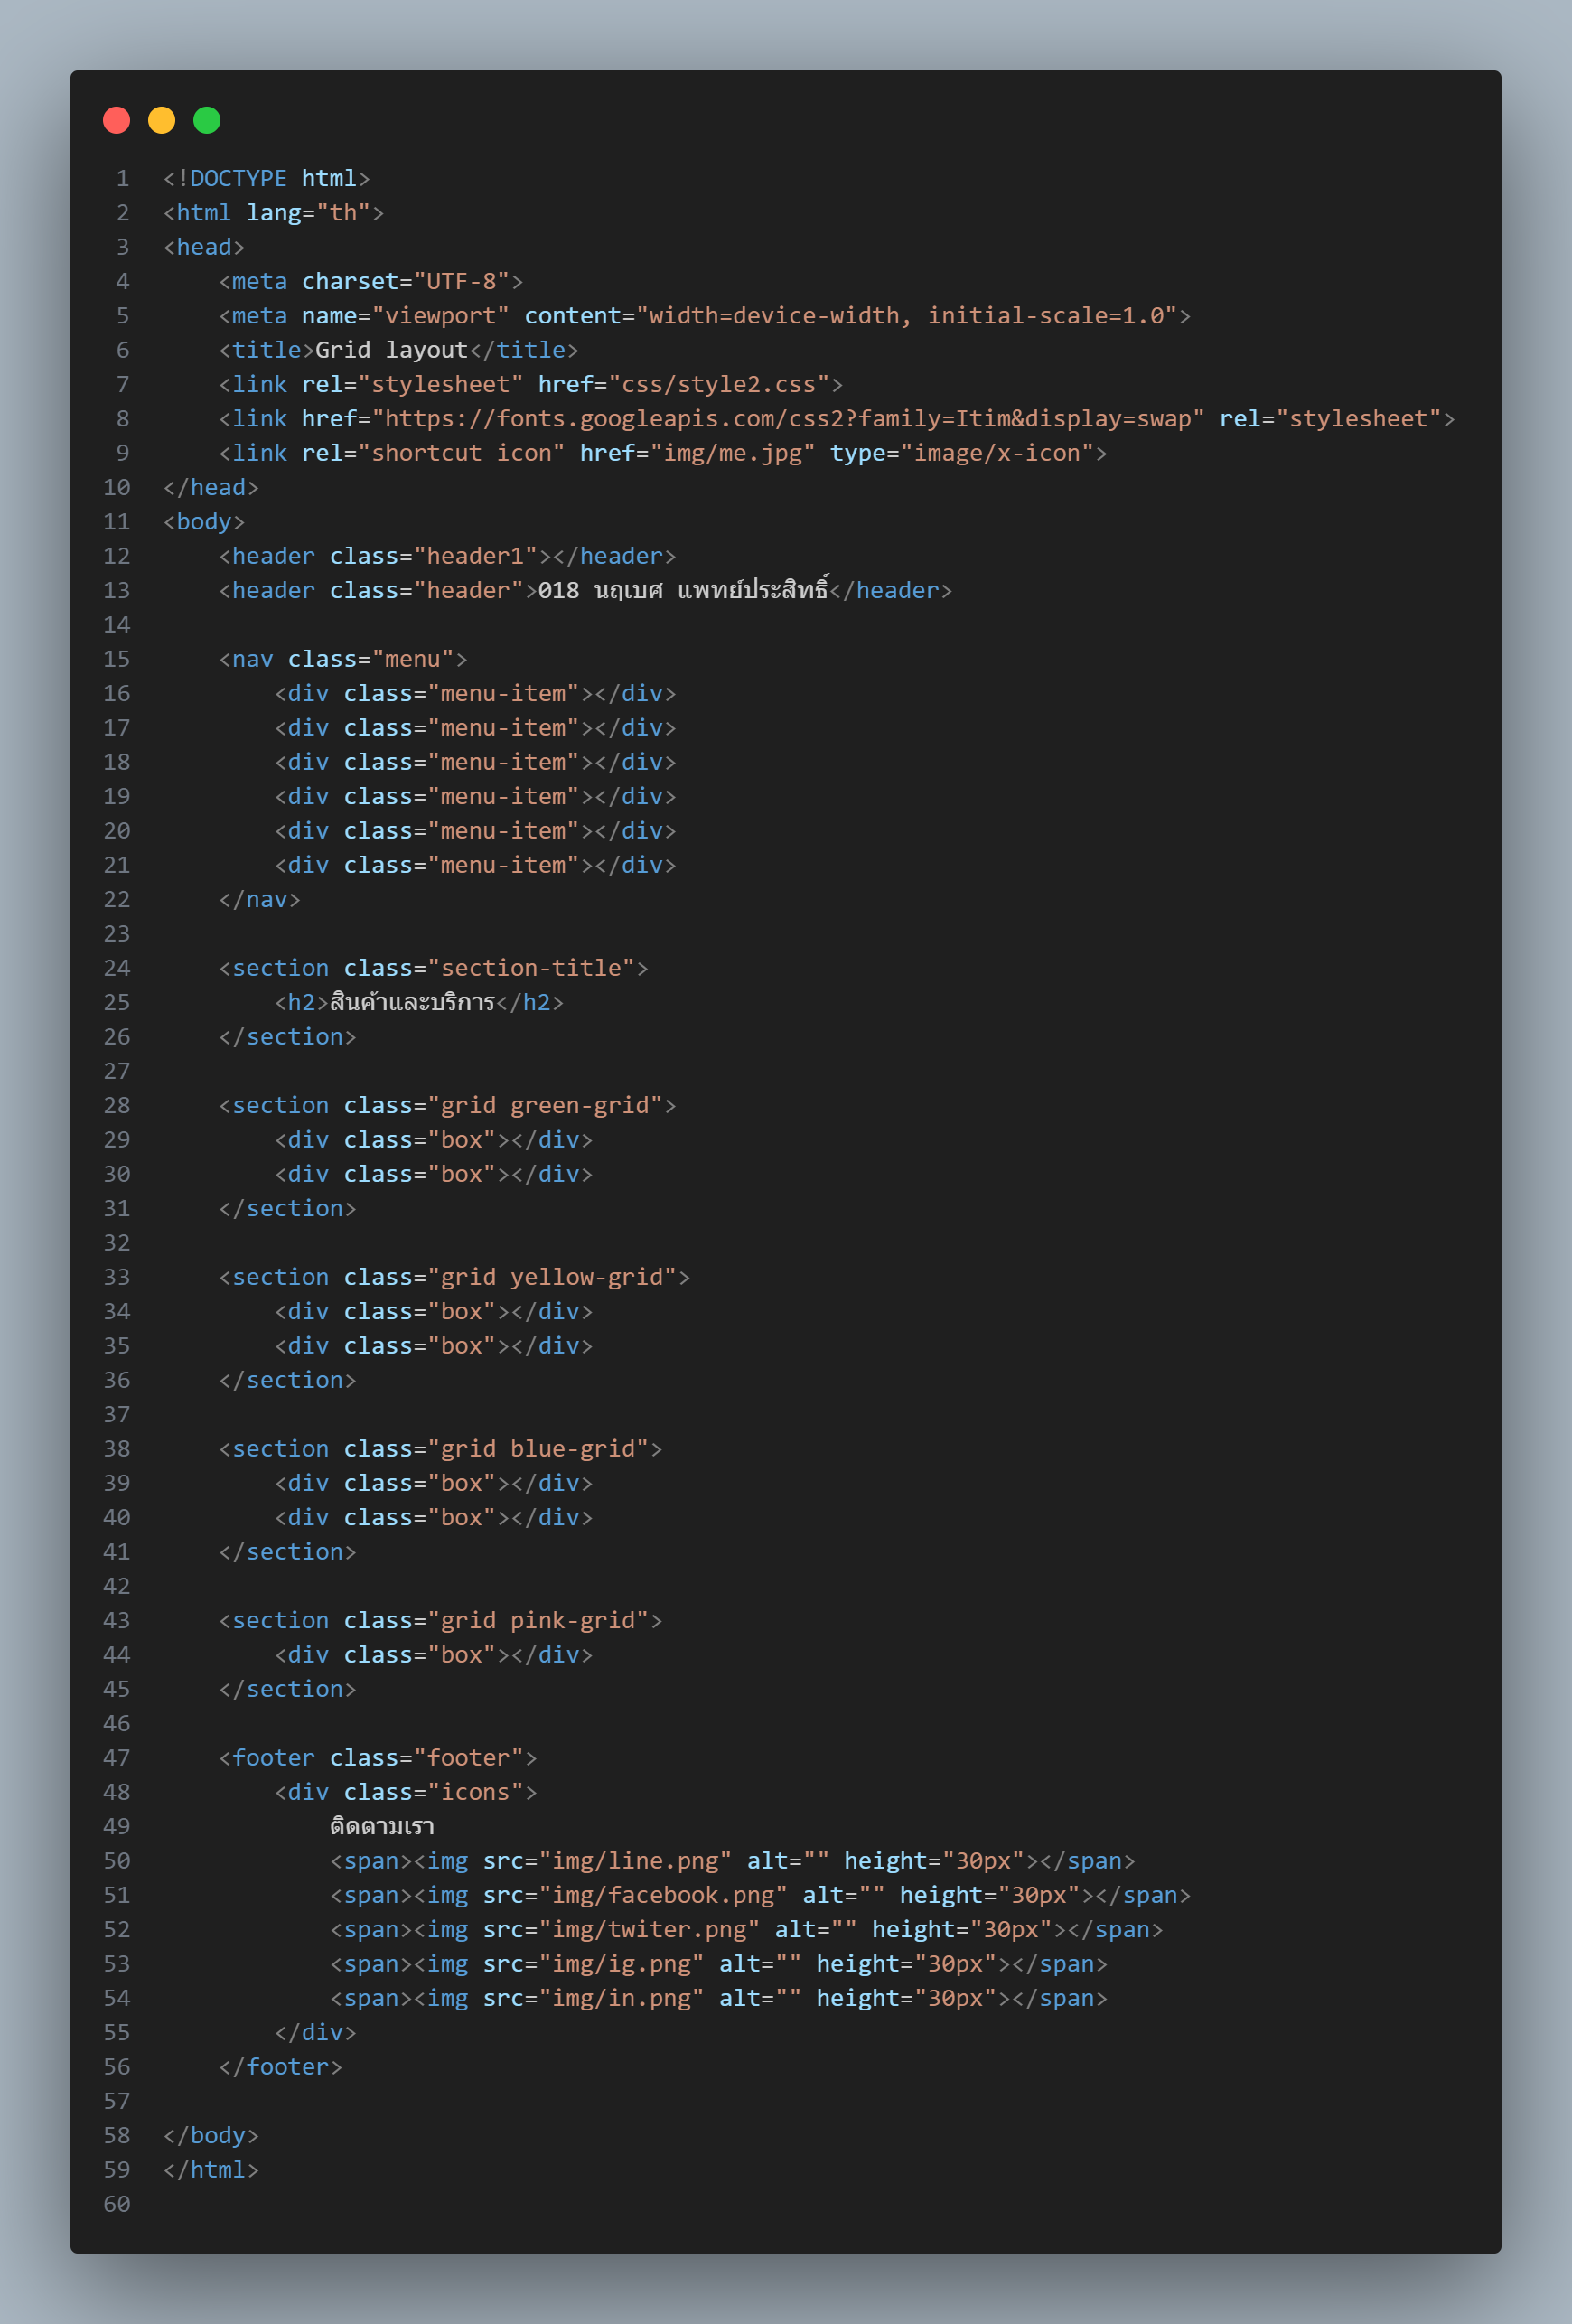 1 <!DOCTYPE html>
2 <html lang="th">
3 <head>
4     <meta charset="UTF-8">
5     <meta name="viewport" content="width=device-width, initial-scale=1.0">
6     <title>Grid layout</title>
7     <link rel="stylesheet" href="css/style2.css">
8     <link href="https://fonts.googleapis.com/css2?family=Itim&display=swap" rel="stylesheet">
9     <link rel="shortcut icon" href="img/me.jpg" type="image/x-icon">
10 </head>
11 <body>
12     <header class="header1"></header>
13     <header class="header">018 นฤเบศ แพทย์ประสิทธิ์</header>
14
15     <nav class="menu">
16         <div class="menu-item"></div>
17         <div class="menu-item"></div>
18         <div class="menu-item"></div>
19         <div class="menu-item"></div>
20         <div class="menu-item"></div>
21         <div class="menu-item"></div>
22     </nav>
23
24     <section class="section-title">
25         <h2>สินค้าและบริการ</h2>
26     </section>
27
28     <section class="grid green-grid">
29         <div class="box"></div>
30         <div class="box"></div>
31     </section>
32
33     <section class="grid yellow-grid">
34         <div class="box"></div>
35         <div class="box"></div>
36     </section>
37
38     <section class="grid blue-grid">
39         <div class="box"></div>
40         <div class="box"></div>
41     </section>
42
43     <section class="grid pink-grid">
44         <div class="box"></div>
45     </section>
46
47     <footer class="footer">
48         <div class="icons">
49             ติดตามเรา
50             <span><img src="img/line.png" alt="" height="30px"></span>
51             <span><img src="img/facebook.png" alt="" height="30px"></span>
52             <span><img src="img/twiter.png" alt="" height="30px"></span>
53             <span><img src="img/ig.png" alt="" height="30px"></span>
54             <span><img src="img/in.png" alt="" height="30px"></span>
55         </div>
56     </footer>
57
58 </body>
59 </html>
60